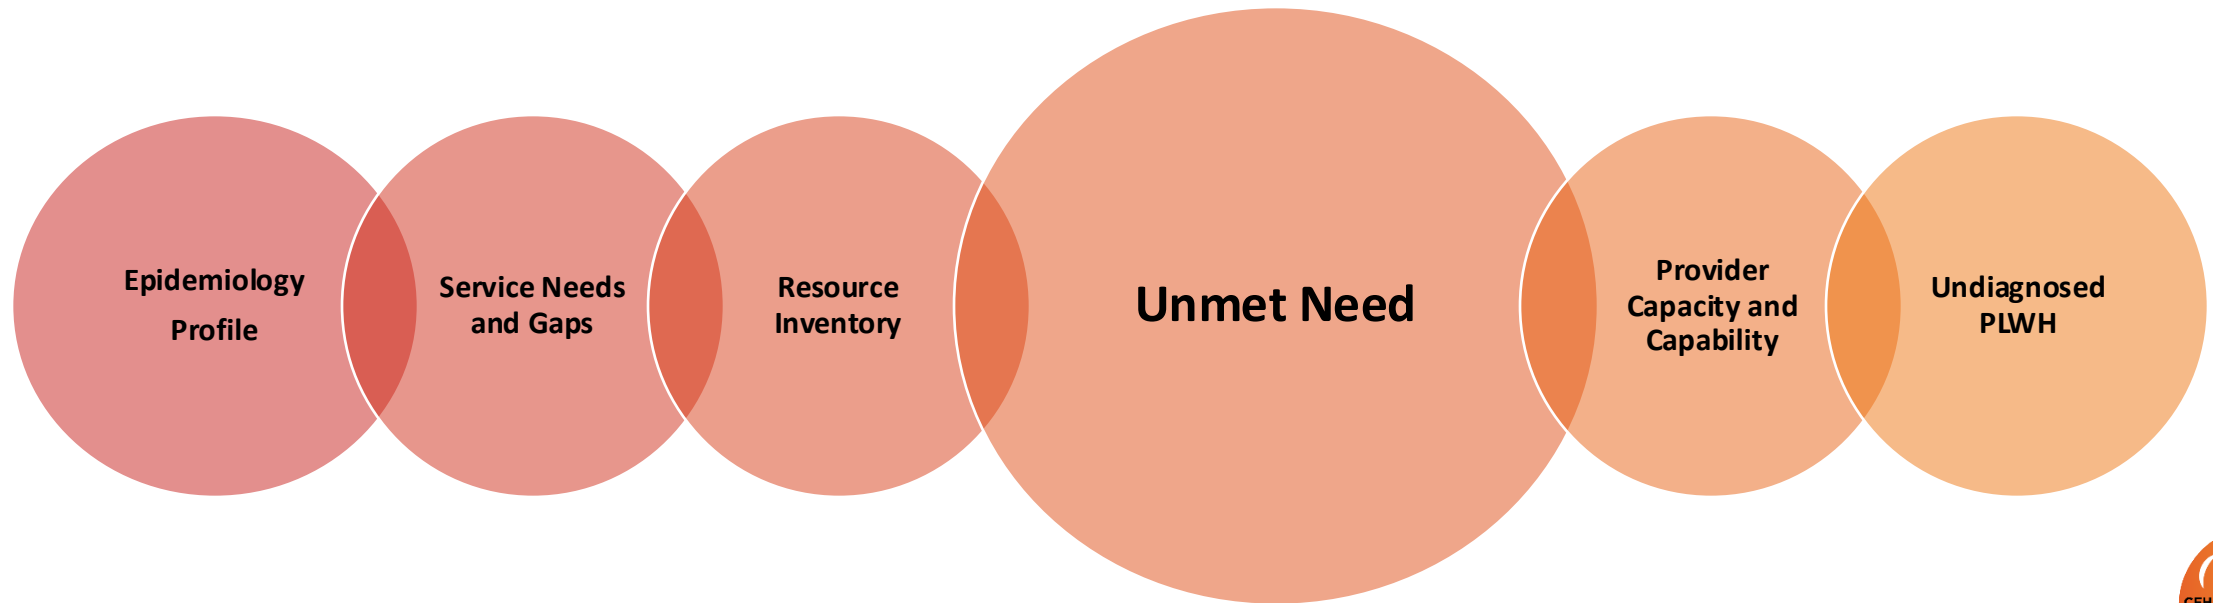 Epidemiology
Profile
Service Needs
and Gaps
Resource
Inventory
Unmet Need
Provider
Capacity and
Capability
Undiagnosed
PLWH